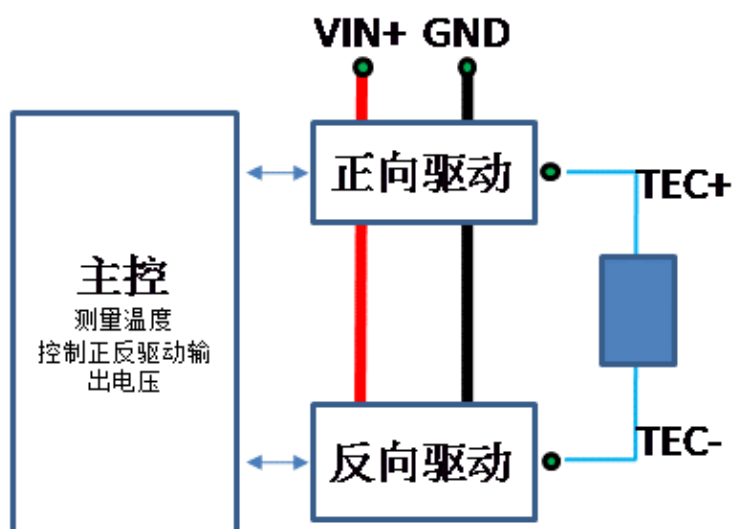 VIN+ GND
正向驱动
TEC+
主控
测量温度
控制正反驱动输
出电压
TEC-
反向驱动